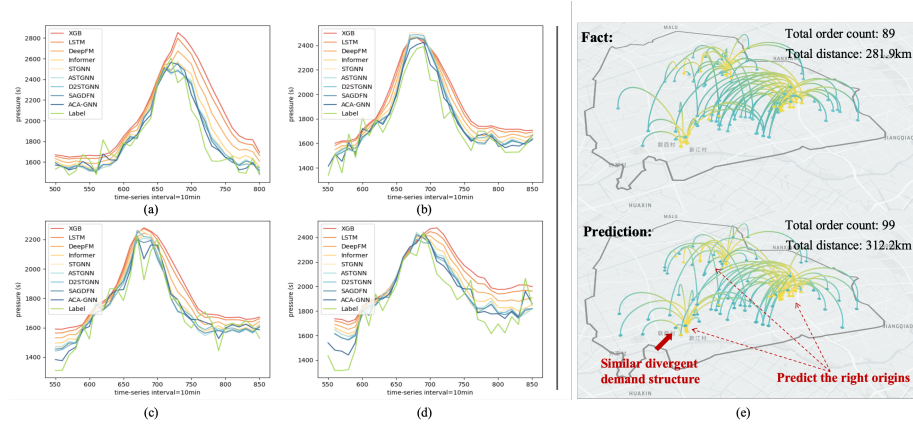 XGB
LSTM
DeepFM
Informer
STGNN
ASTGNN
D2STGNN
SAGDFN
ACA-GNN
Label
pressure (s)
2800
2600
2400
2200
2000
1800
1600
500
550
600
650
700
750
800
time-series interval=10min
(a)
XGB
LSTM
DeepFM
Informer
STGNN
ASTGNN
D2STGNN
SAGDFN
ACA-GNN
Label
pressure (s)
2400
2200
2000
1800
1600
1400
550
600
650
700
750
800
850
time-series interval=10min
(b)
XGB
LSTM
DeepFM
Informer
STGNN
ASTGNN
D2STGNN
SAGDFN
ACA-GNN
Label
pressure (s)
2200
2000
1800
1600
1400
550
600
650
700
750
800
850
time-series interval=10min
(c)
XGB
LSTM
DeepFM
Informer
STGNN
ASTGNN
D2STGNN
SAGDFN
ACA-GNN
Label
pressure (s)
2400
2200
2000
1800
1600
1400
550
600
650
700
750
800
850
time-series interval=10min
(d)
MALE
Fact:
Total order count: 89
Total distance: 281.9km
JIANGQIAO
HUAXIN
MALE
Prediction:
Total order count: 99
Total distance: 312.2km
JIANGQIAO
Similar divergent
demand structure
Predict the right origins
HUAXIN
(e)